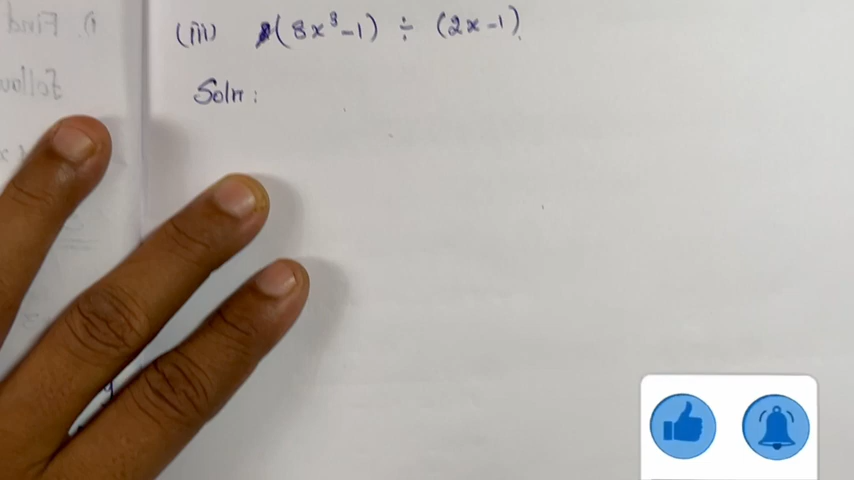 (iii) (8x³-1) ÷ (2x-1)
Soln: